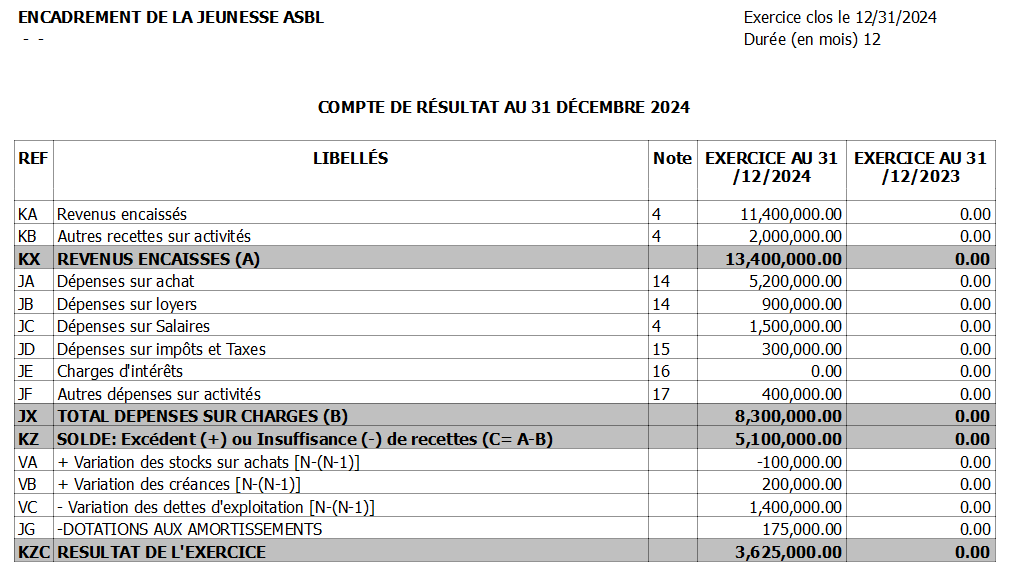 ENCADREMENT DE LA JEUNESSE ASBL Exercice clos le 12/31/2024
- - Durée (en mois) 12
COMPTE DE RÉSULTAT AU 31 DÉCEMBRE 2024
REF LIBELLÉS Note EXERCICE AU 31 /12/2024 EXERCICE AU 31 /12/2023
KA Revenus encaissés 4 11,400,000.00 0.00
KB Autres recettes sur activités 4 2,000,000.00 0.00
KX REVENUS ENCAISSES (A) 13,400,000.00 0.00
JA Dépenses sur achat 14 5,200,000.00 0.00
JB Dépenses sur loyers 14 900,000.00 0.00
JC Dépenses sur Salaires 4 1,500,000.00 0.00
JD Dépenses sur impôts et Taxes 15 300,000.00 0.00
JE Charges d'intérêts 16 0.00 0.00
JF Autres dépenses sur activités 17 400,000.00 0.00
JX TOTAL DEPENSES SUR CHARGES (B) 8,300,000.00 0.00
KZ SOLDE: Excédent (+) ou Insuffisance (-) de recettes (C= A-B) 5,100,000.00 0.00
VA + Variation des stocks sur achats [N-(N-1)] -100,000.00 0.00
VB + Variation des créances [N-(N-1)] 200,000.00 0.00
VC - Variation des dettes d'exploitation [N-(N-1)] 1,400,000.00 0.00
JG -DOTATIONS AUX AMORTISSEMENTS 175,000.00 0.00
KZC RESULTAT DE L'EXERCICE 3,625,000.00 0.00